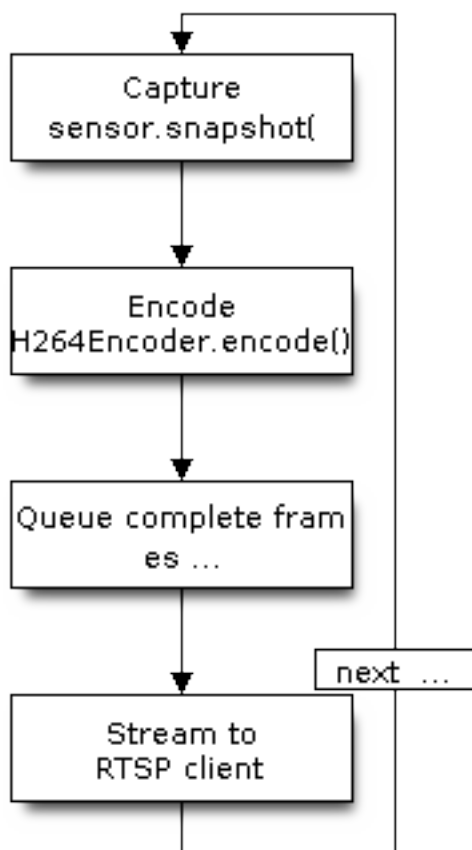 Capture
sensor.snapshot(
Encode
H264Encoder.encode()
Queue complete fram
es ...
next ...
Stream to
RTSP client